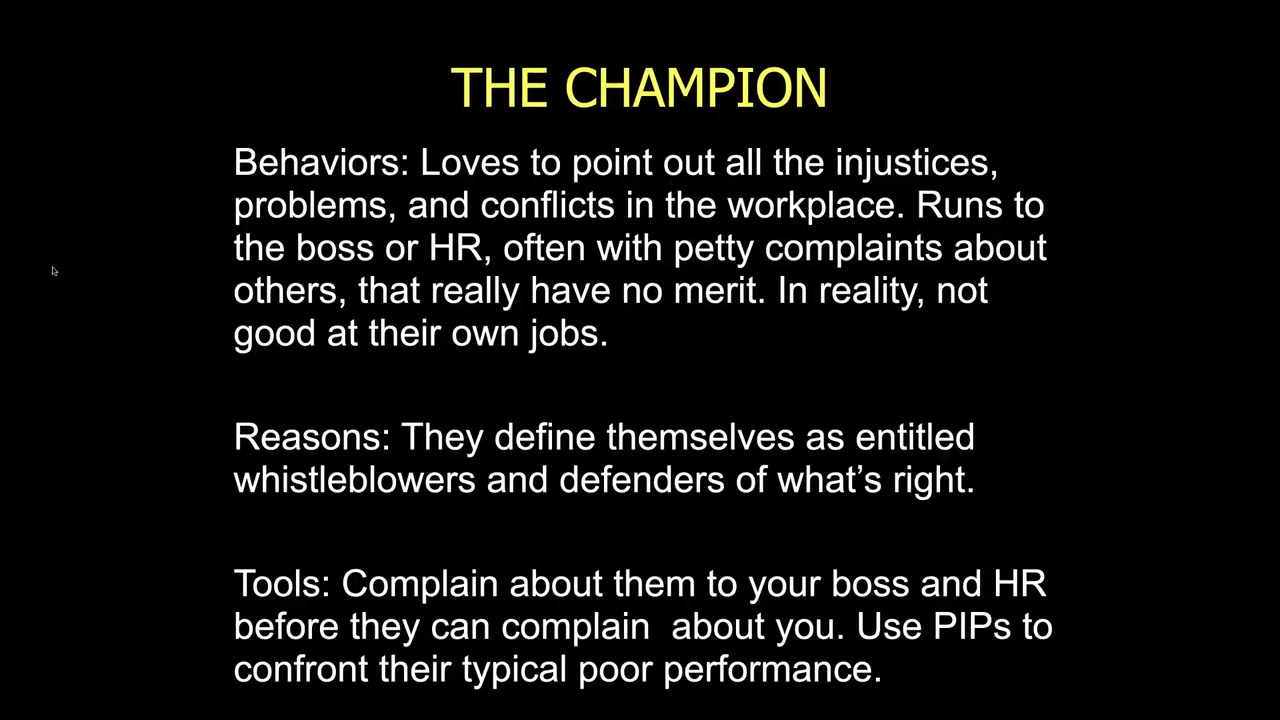 THE CHAMPION
Behaviors: Loves to point out all the injustices,
problems, and conflicts in the workplace. Runs to
the boss or HR, often with petty complaints about
others, that really have no merit. In reality, not
good at their own jobs.
Reasons: They define themselves as entitled
whistleblowers and defenders of what’s right.
Tools: Complain about them to your boss and HR
before they can complain  about you. Use PIPs to
confront their typical poor performance.